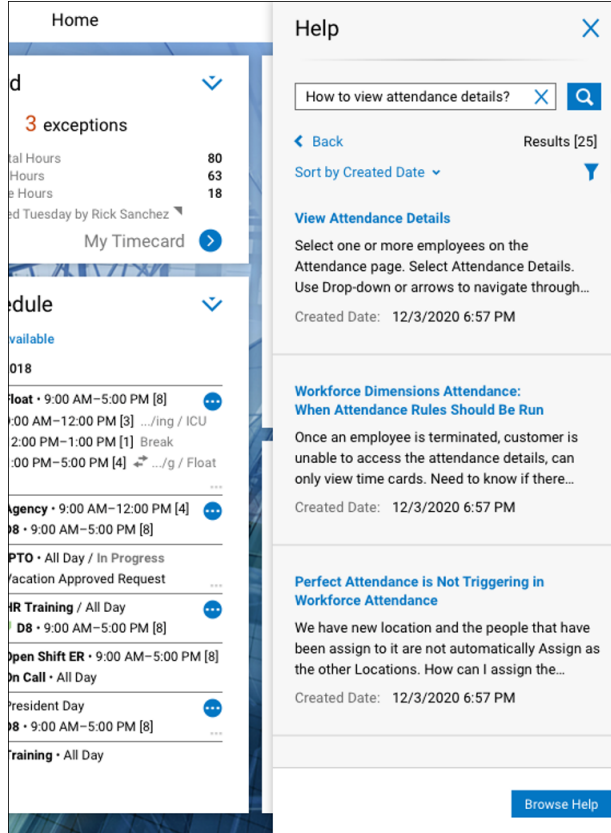 Home
d
3 exceptions
tal Hours 80
Hours 63
e Hours 18
ed Tuesday by Rick Sanchez
My Timecard
edule
vailable
018
Float • 9:00 AM–5:00 PM [8]
:00 AM–12:00 PM [3] .../ing / ICU
2:00 PM–1:00 PM [1] Break
:00 PM–5:00 PM [4] .../g / Float
...
Agency • 9:00 AM–12:00 PM [4]
D8 • 9:00 AM–5:00 PM [8]
PTO • All Day / In Progress
Vacation Approved Request
...
HR Training / All Day
D8 • 9:00 AM–5:00 PM [8]
Open Shift ER • 9:00 AM–5:00 PM [8]
On Call • All Day
President Day
D8 • 9:00 AM–5:00 PM [8]
...
Training • All Day
Help
How to view attendance details?
Back
Results [25]
Sort by Created Date
View Attendance Details
Select one or more employees on the
Attendance page. Select Attendance Details.
Use Drop-down or arrows to navigate through...
Created Date: 12/3/2020 6:57 PM
Workforce Dimensions Attendance:
When Attendance Rules Should Be Run
Once an employee is terminated, customer is
unable to access the attendance details, can
only view time cards. Need to know if there...
Created Date: 12/3/2020 6:57 PM
Perfect Attendance is Not Triggering in
Workforce Attendance
We have new location and the people that have
been assign to it are not automatically Assign as
the other Locations. How can I assign the...
Created Date: 12/3/2020 6:57 PM
Browse Help